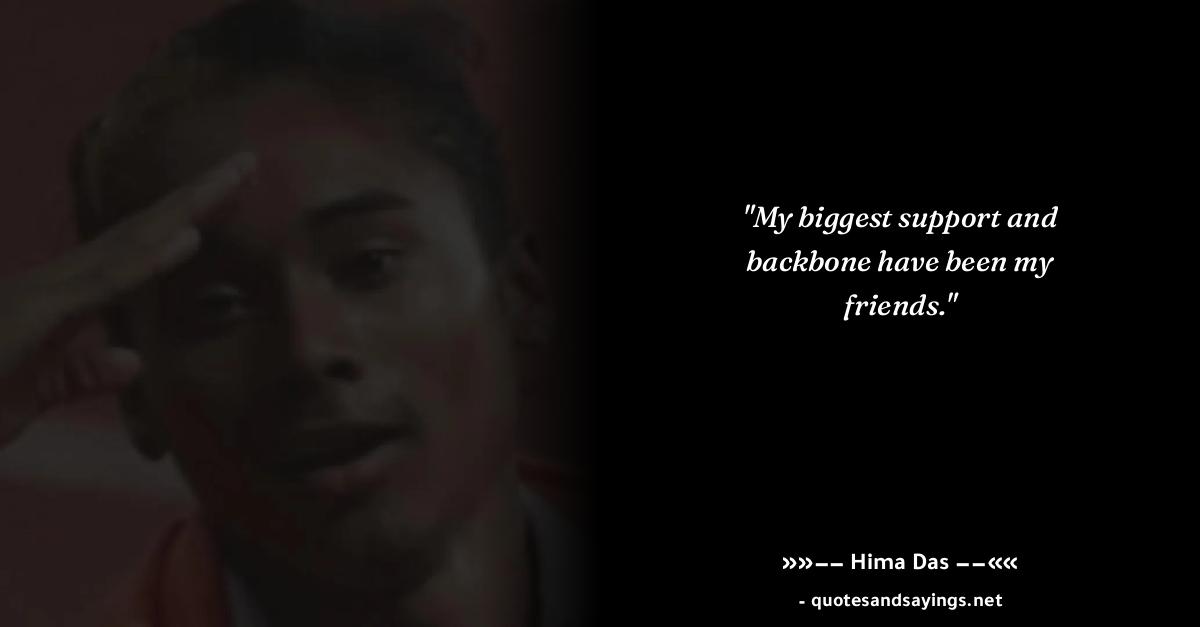 "My biggest support and
backbone have been my
friends."
»»−− Hima Das −−««
- quotesandsayings.net